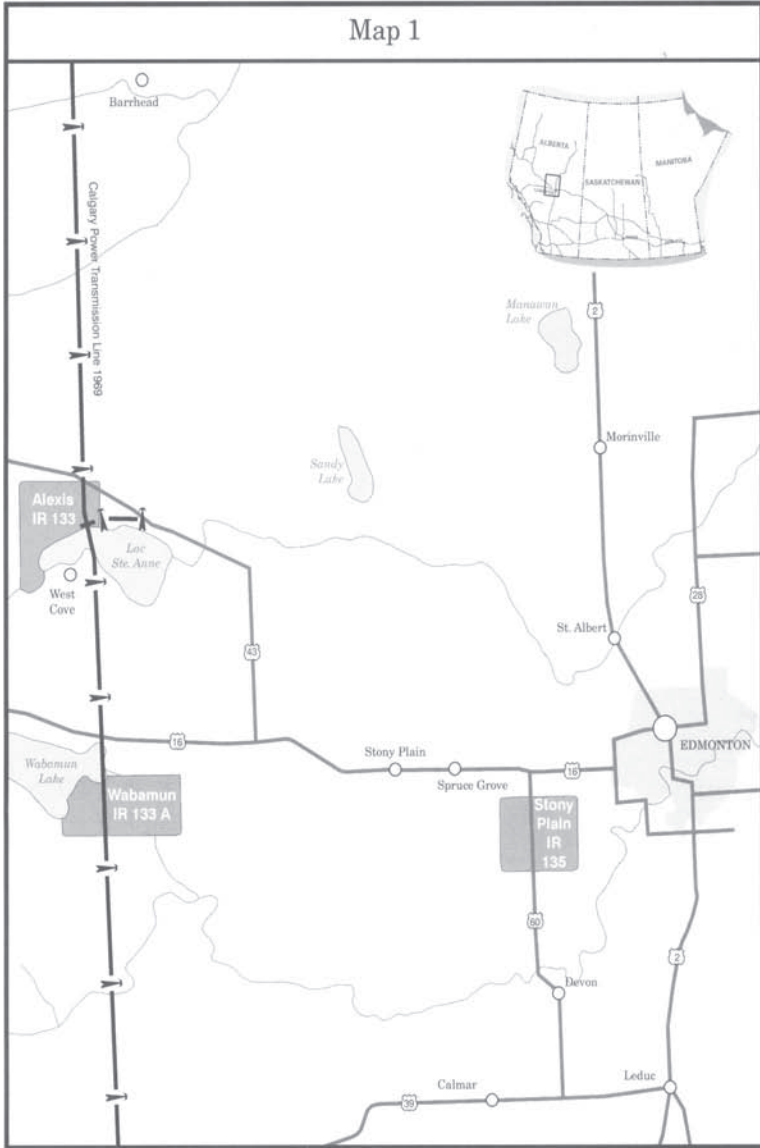 Map 1
Barrhead
ALBERTA
SASKATCHEWAN
MANITOBA
Calgary Power Transmission Line 1969
Manawan
Lake
2
Morinville
Sandy
Lake
Alexis
IR 133
Loc
Ste. Anne
West
Cove
28
St. Albert
43
16
EDMONTON
Stony Plain
Spruce Grove
16
Wabamun
Lake
Wabamun
IR 133 A
Stony
Plain
IR
135
60
2
Devon
Leduc
Calmar
39